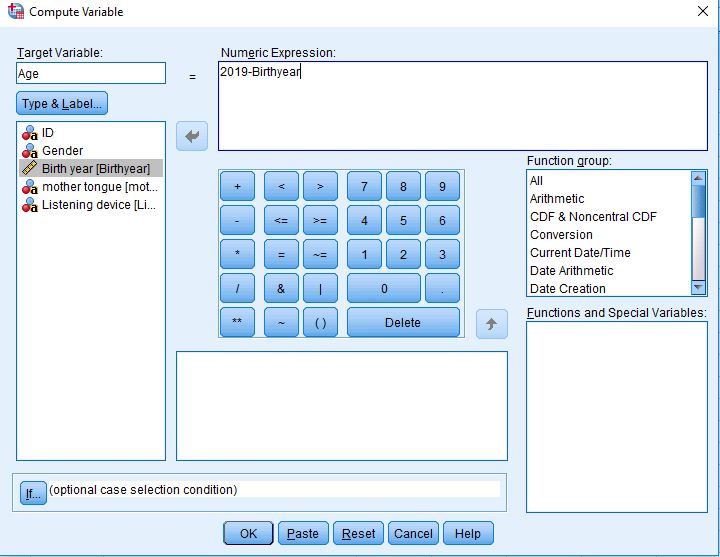 Compute Variable
Target Variable:
Age
=
Numeric Expression:
2019-Birthyear
Type & Label...
ID
Gender
Birth year [Birthyear]
mother tongue [mot...
Listening device [Li...
+ < > 7 8 9
- <= >= 4 5 6
* = ~= 1 2 3
/ & | 0 .
** ~ ( ) Delete
Function group:
All
Arithmetic
CDF & Noncentral CDF
Conversion
Current Date/Time
Date Arithmetic
Date Creation
Functions and Special Variables:
If... (optional case selection condition)
OK Paste Reset Cancel Help